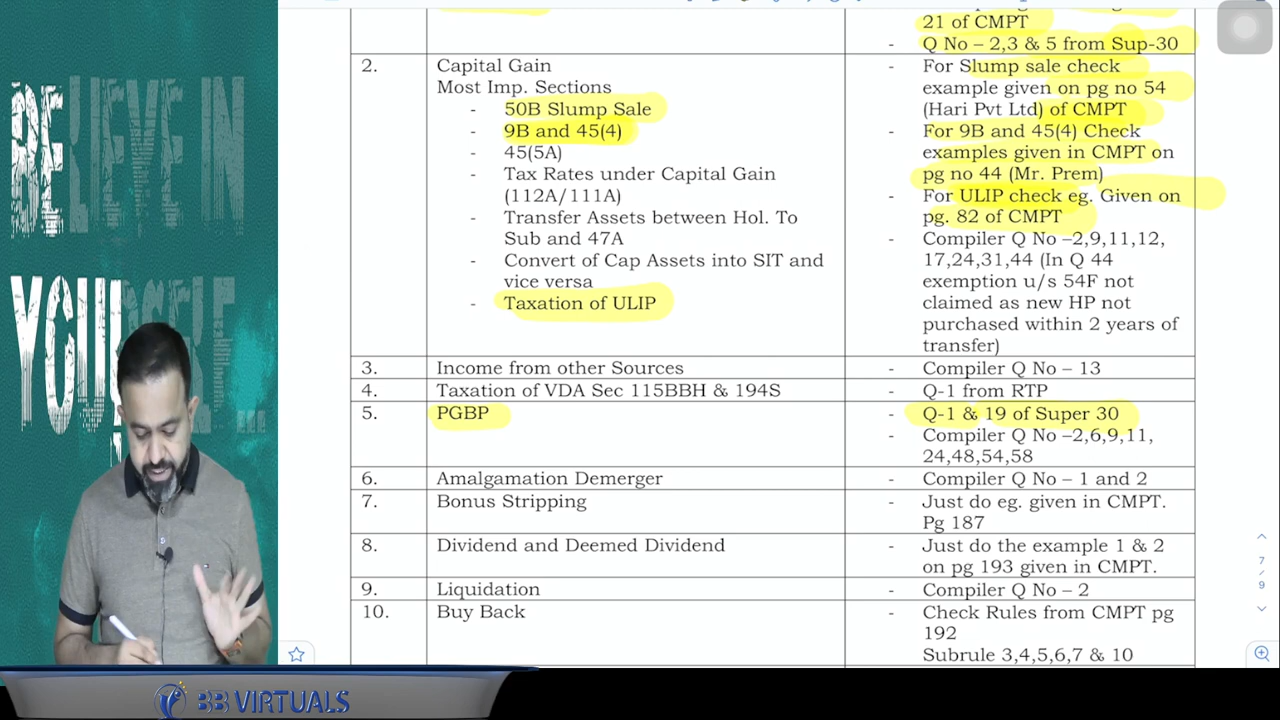 BELIEVE IN
YOURSELF...
21 of CMPT
- Q No – 2,3 & 5 from Sup-30
2. Capital Gain
Most Imp. Sections
- 50B Slump Sale
- 9B and 45(4)
- 45(5A)
- Tax Rates under Capital Gain
(112A/111A)
- Transfer Assets between Hol. To
Sub and 47A
- Convert of Cap Assets into SIT and
vice versa
- Taxation of ULIP
- For Slump sale check
example given on pg no 54
(Hari Pvt Ltd) of CMPT
- For 9B and 45(4) Check
examples given in CMPT on
pg no 44 (Mr. Prem)
- For ULIP check eg. Given on
pg. 82 of CMPT
- Compiler Q No –2,9,11,12,
17,24,31,44 (In Q 44
exemption u/s 54F not
claimed as new HP not
purchased within 2 years of
transfer)
3. Income from other Sources - Compiler Q No – 13
4. Taxation of VDA Sec 115BBH & 194S - Q-1 from RTP
5. PGBP - Q-1 & 19 of Super 30
- Compiler Q No –2,6,9,11,
24,48,54,58
6. Amalgamation Demerger - Compiler Q No – 1 and 2
7. Bonus Stripping - Just do eg. given in CMPT.
Pg 187
8. Dividend and Deemed Dividend - Just do the example 1 & 2
on pg 193 given in CMPT.
9. Liquidation - Compiler Q No – 2
10. Buy Back - Check Rules from CMPT pg
192
Subrule 3,4,5,6,7 & 10
7
/
9
BB VIRTUALS